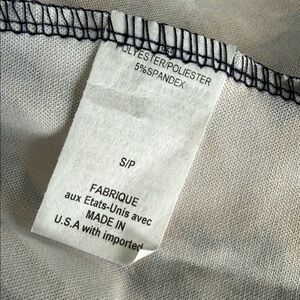 POLYESTER/POLIESTER
5%SPANDEX
S/P
FABRIQUE
aux Etats-Unis avec
MADE IN
U.S.A with imported